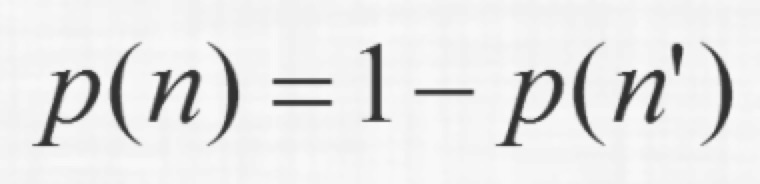 p(n) = 1 − p(n')